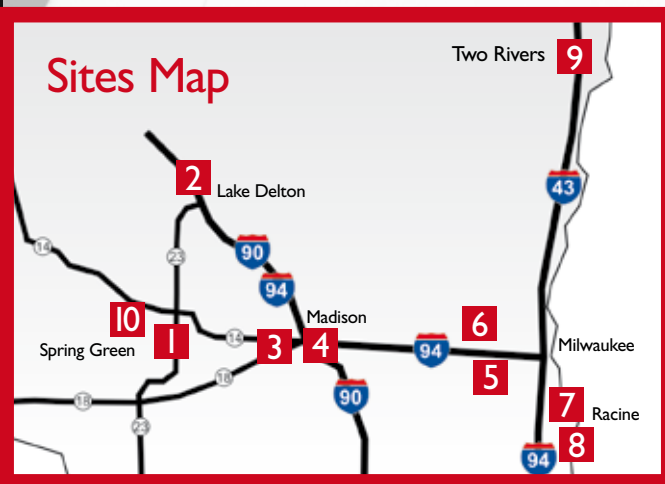 Two Rivers 9
Sites Map
2 Lake Delton
43
14
23
90
94
10
Madison
Spring Green 1
14
3
4
6
94
5
Milwaukee
18
90
7
Racine
18
23
8
94